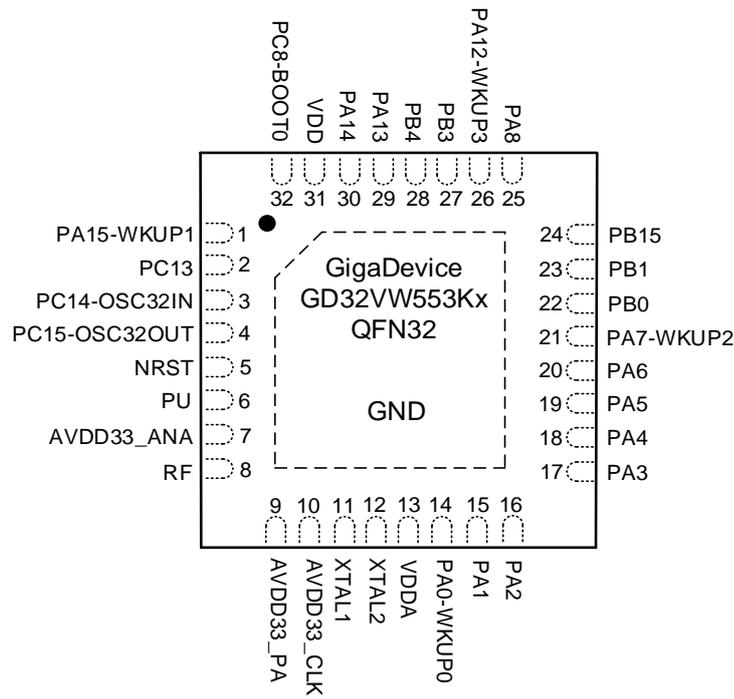 PC8-BOOT0
VDD
PA14
PA13
PB4
PB3
PA12-WKUP3
PA8
32
31
30
29
28
27
26
25
PA15-WKUP1 1
PC13 2
PC14-OSC32IN 3
PC15-OSC32OUT 4
NRST 5
PU 6
AVDD33_ANA 7
RF 8
GigaDevice
GD32VW553Kx
QFN32
GND
24 PB15
23 PB1
22 PB0
21 PA7-WKUP2
20 PA6
19 PA5
18 PA4
17 PA3
9
10
11
12
13
14
15
16
AVDD33_PA
AVDD33_CLK
XTAL1
XTAL2
VDDA
PA0-WKUP0
PA1
PA2